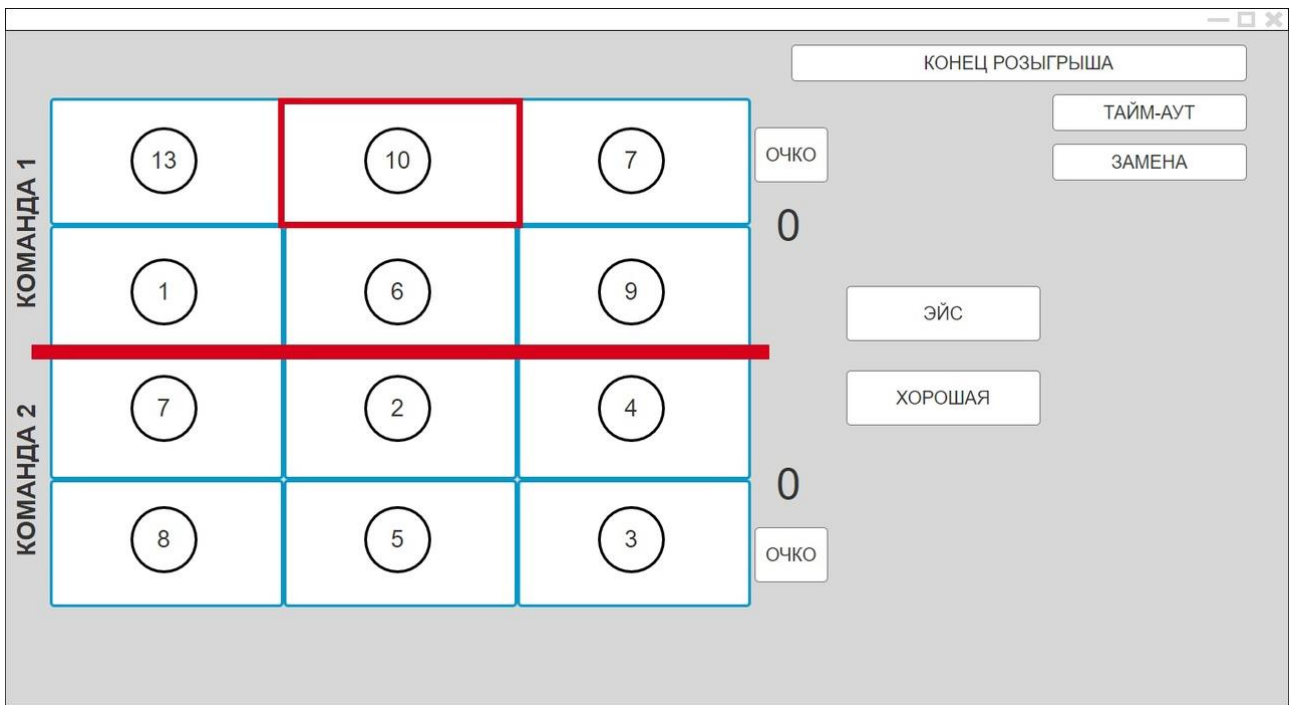 КОНЕЦ РОЗЫГРЫША
ТАЙМ-АУТ
ЗАМЕНА
КОМАНДА 1
13 10 7
ОЧКО
0
1 6 9
ЭЙС
ХОРОШАЯ
КОМАНДА 2
7 2 4
0
8 5 3
ОЧКО